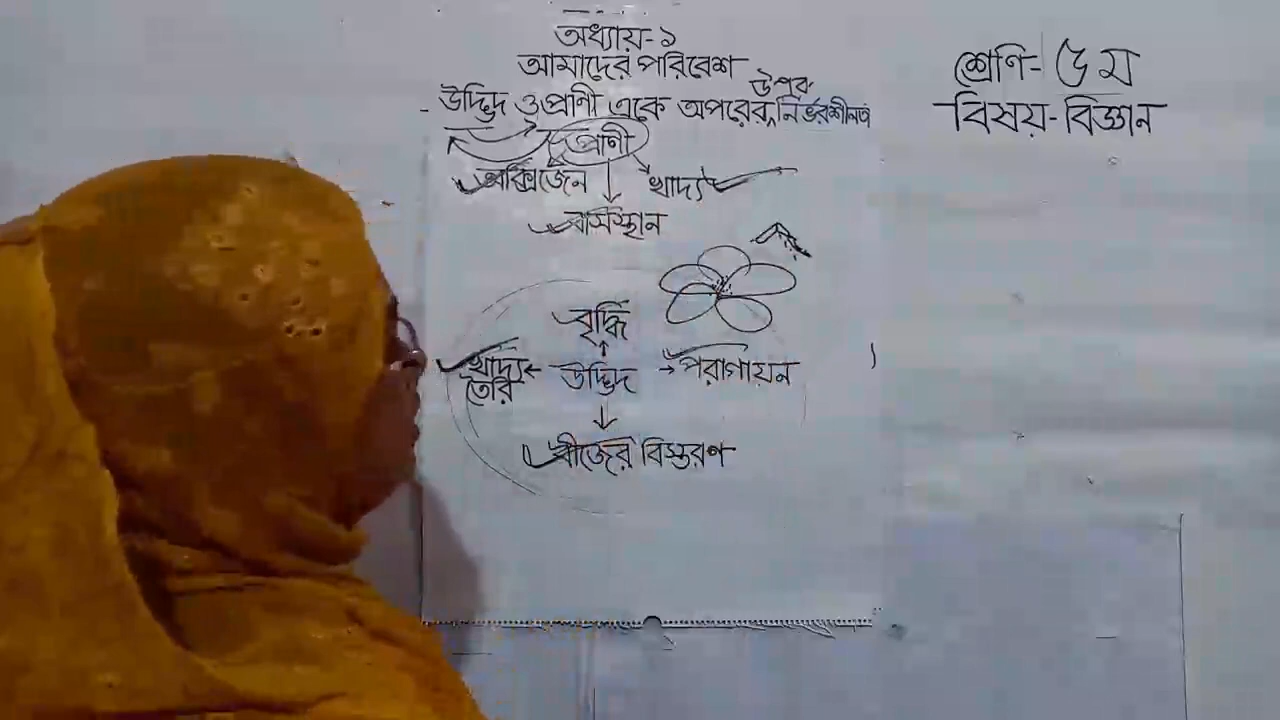 অধ্যায়-১
আমাদের পরিবেশ
উদ্ভিদ ও প্রাণী একে অপরের উপর নির্ভরশীলতা
প্রাণী
অক্সিজেন
খাদ্য
বাসস্থান
বৃদ্ধি
খাদ্য তৈরি
উদ্ভিদ
পরাগায়ন
বীজের বিস্তরণ
শ্রেণি- ৫ম
বিষয়-বিজ্ঞান